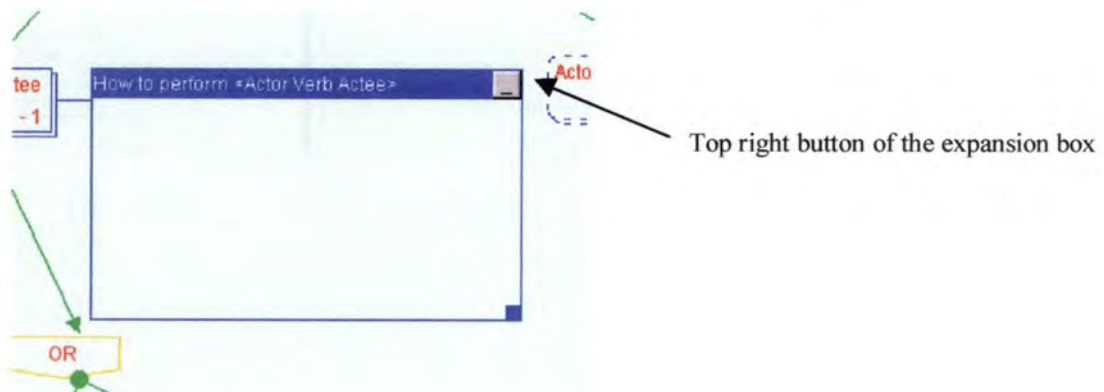 tee
- 1
How to perform «Actor Verb Actee»
_
Acto
Top right button of the expansion box
OR